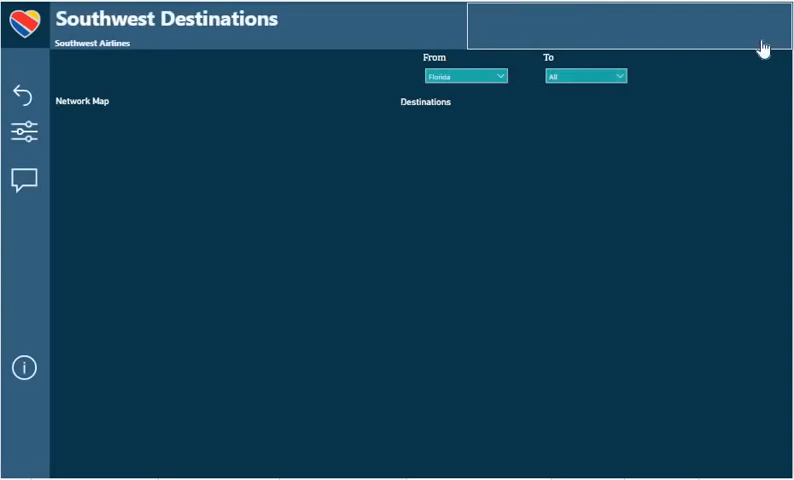 Southwest Destinations
Southwest Airlines
From To
Florida All
Network Map Destinations